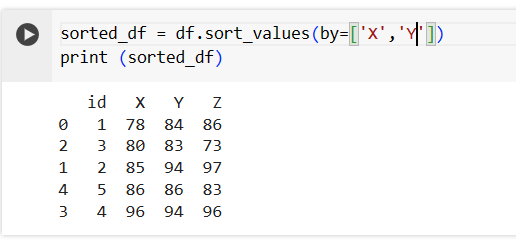 sorted_df = df.sort_values(by=['X','Y'])
print (sorted_df)
id X Y Z
0 1 78 84 86
2 3 80 83 73
1 2 85 94 97
4 5 86 86 83
3 4 96 94 96